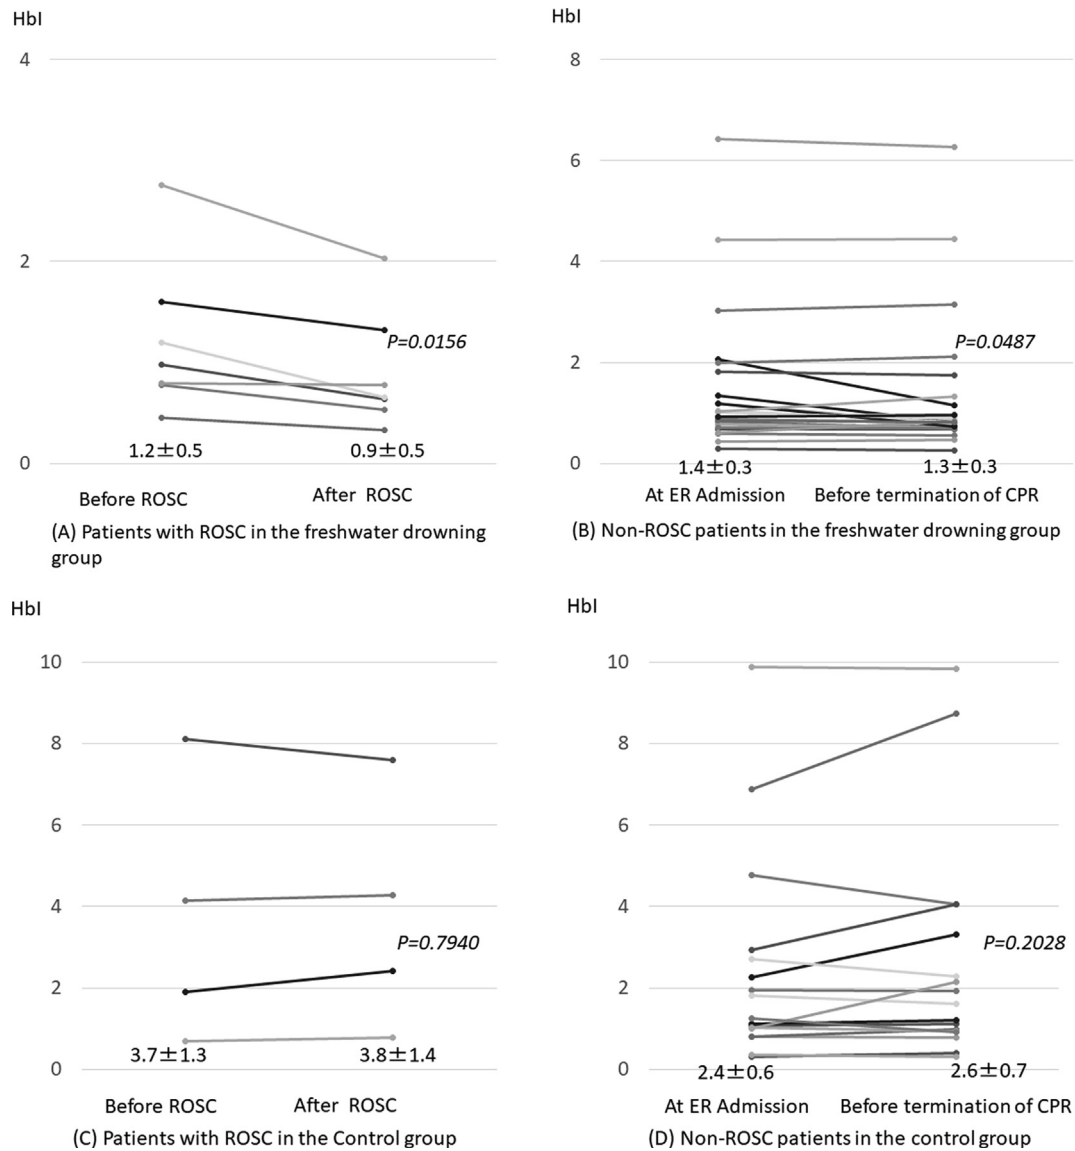 HbI
4
2
0
P=0.0156
1.2±0.5
0.9±0.5
Before ROSC
After ROSC
(A) Patients with ROSC in the freshwater drowning
group
HbI
8
6
4
2
0
P=0.0487
1.4±0.3
1.3±0.3
At ER Admission
Before termination of CPR
(B) Non-ROSC patients in the freshwater drowning group
HbI
10
8
6
4
2
0
P=0.7940
3.7±1.3
3.8±1.4
Before ROSC
After ROSC
(C) Patients with ROSC in the Control group
HbI
10
8
6
4
2
0
P=0.2028
2.4±0.6
2.6±0.7
At ER Admission
Before termination of CPR
(D) Non-ROSC patients in the control group